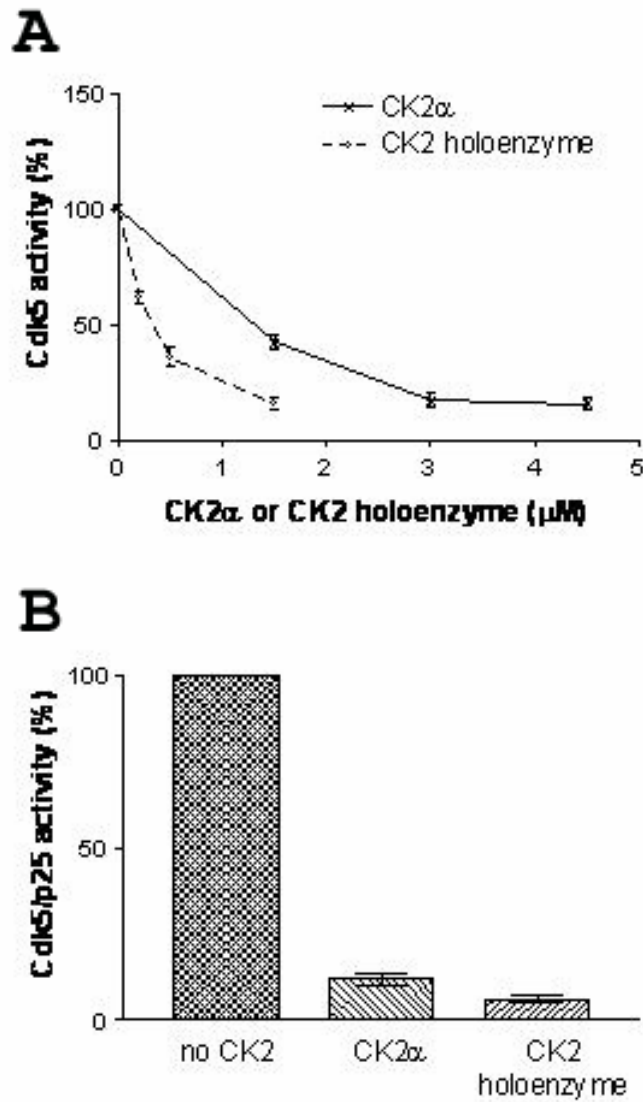 A
150
100
50
0
Cdk5 activity (%)
CK2α
CK2 holoenzyme
0 1 2 3 4 5
CK2α or CK2 holoenzyme (μM)
B
100
50
0
Cdk5/p25 activity (%)
no CK2 CK2α CK2
holoenzyme